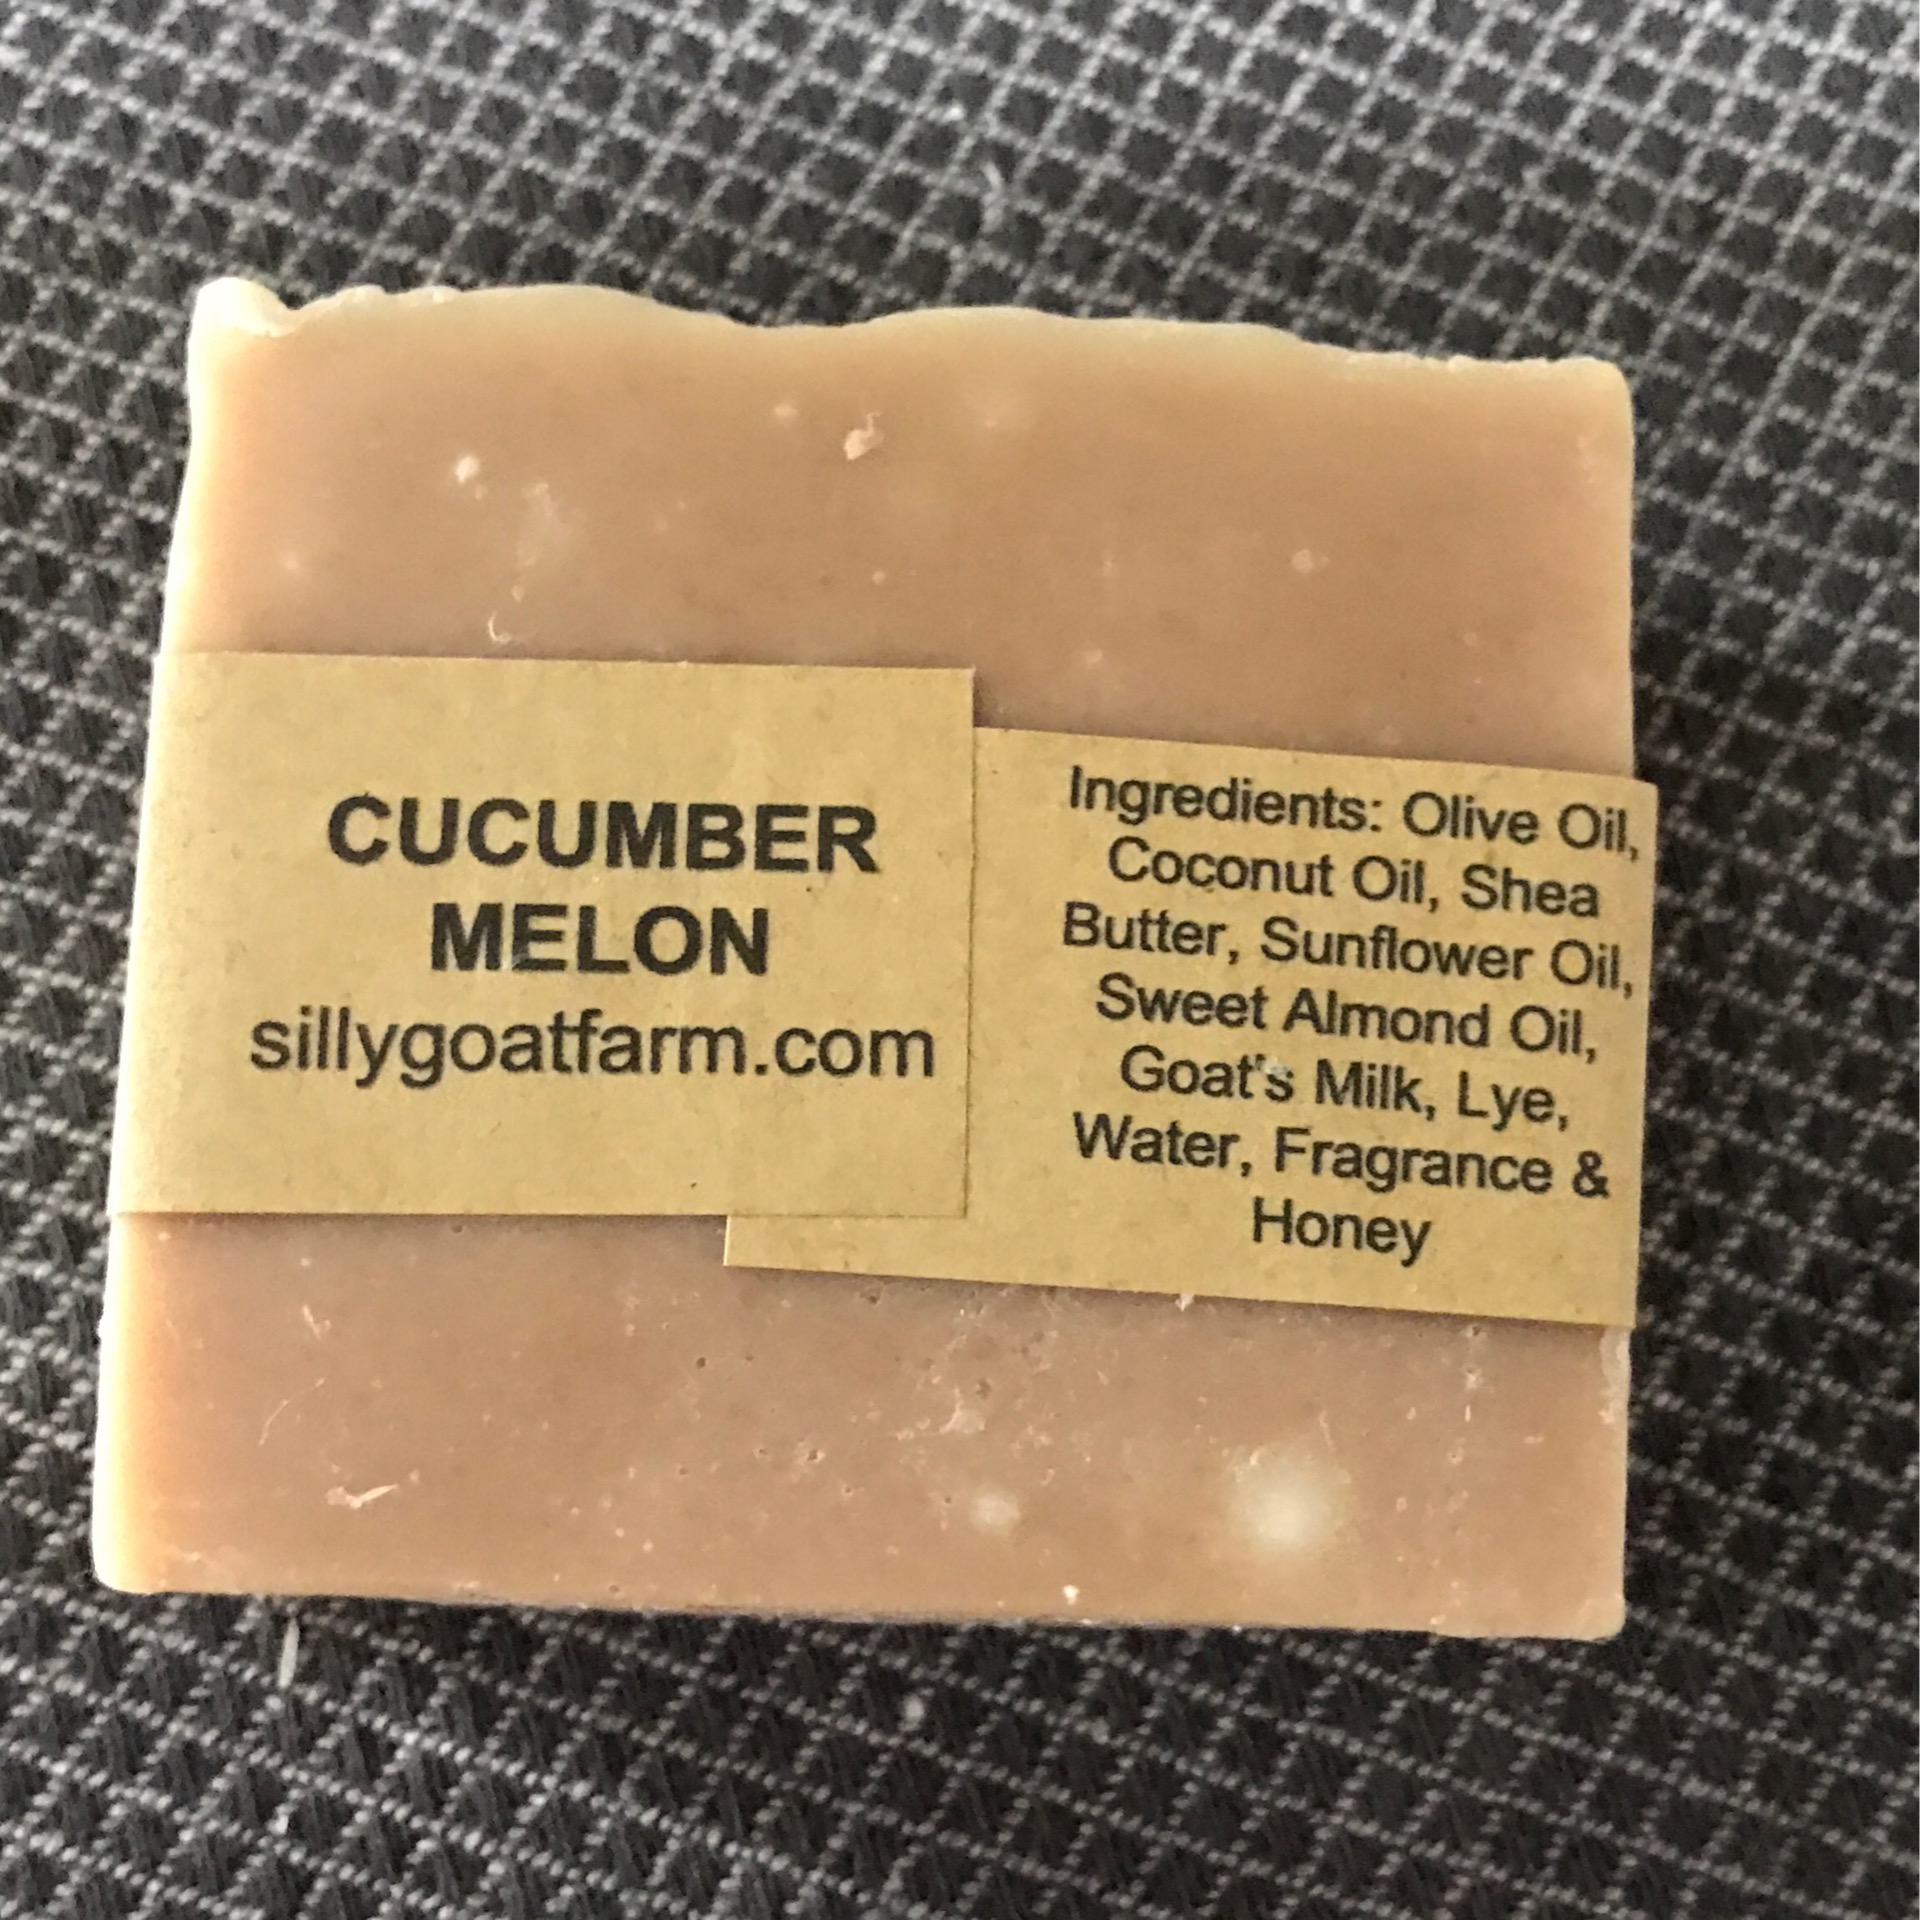 CUCUMBER
MELON
sillygoatfarm.com
Ingredients: Olive Oil,
Coconut Oil, Shea
Butter, Sunflower Oil,
Sweet Almond Oil,
Goat's Milk, Lye,
Water, Fragrance &
Honey